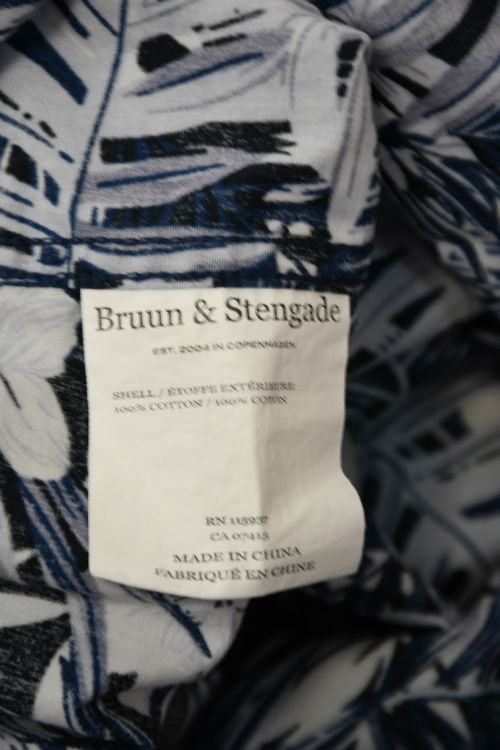 Bruun & Stengade
EST. 2004 IN COPENHAGEN
SHELL / ÉTOFFE EXTÉRIEURE:
100% COTTON / 100% COTON
RN 115937
CA 07415
MADE IN CHINA
FABRIQUÉ EN CHINE